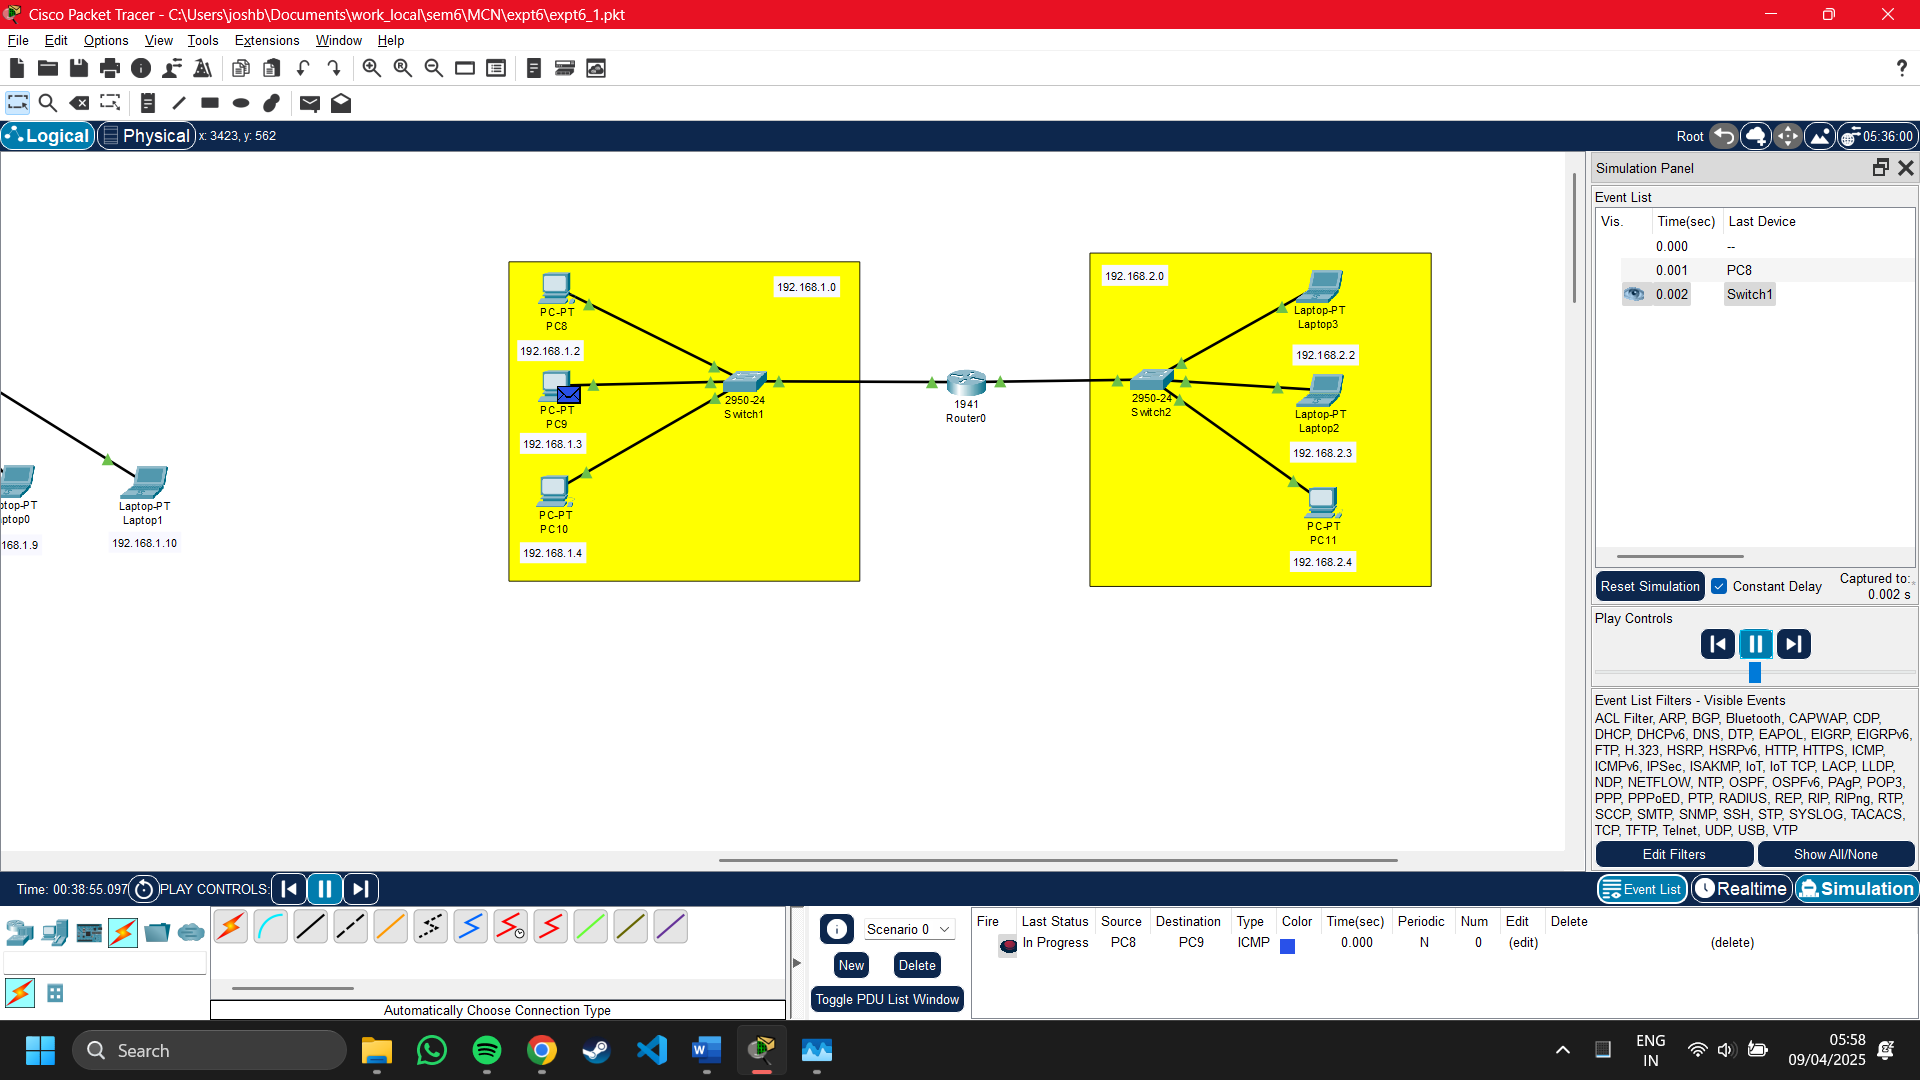 Cisco Packet Tracer - C:\Users\joshb\Documents\work_local\sem6\MCN\expt6\expt6_1.pkt
File Edit Options View Tools Extensions Window Help
?
Logical Physical x: 3423, y: 562
Root 05:36:00
ptop-PT
ptop0
168.1.9
Laptop-PT
Laptop1
192.168.1.10
192.168.1.0
PC-PT
PC8
192.168.1.2
PC-PT
PC9
192.168.1.3
PC-PT
PC10
192.168.1.4
2950-24
Switch1
1941
Router0
192.168.2.0
2950-24
Switch2
Laptop-PT
Laptop3
192.168.2.2
Laptop-PT
Laptop2
192.168.2.3
PC-PT
PC11
192.168.2.4
Simulation Panel
Event List
Vis. Time(sec) Last Device
0.000 --
0.001 PC8
0.002 Switch1
Reset Simulation Constant Delay Captured to:
0.002 s
Play Controls
Event List Filters - Visible Events
ACL Filter, ARP, BGP, Bluetooth, CAPWAP, CDP,
DHCP, DHCPv6, DNS, DTP, EAPOL, EIGRP, EIGRPv6,
FTP, H.323, HSRP, HSRPv6, HTTP, HTTPS, ICMP,
ICMPv6, IPSec, ISAKMP, IoT, IoT TCP, LACP, LLDP,
NDP, NETFLOW, NTP, OSPF, OSPFv6, PAgP, POP3,
PPP, PPPoED, PTP, RADIUS, REP, RIP, RIPng, RTP,
SCCP, SMTP, SNMP, SSH, STP, SYSLOG, TACACS,
TCP, TFTP, Telnet, UDP, USB, VTP
Edit Filters Show All/None
Time: 00:38:55.097 PLAY CONTROLS:
Event List Realtime Simulation
Automatically Choose Connection Type
Scenario 0
New Delete
Toggle PDU List Window
Fire Last Status Source Destination Type Color Time(sec) Periodic Num Edit Delete
In Progress PC8 PC9 ICMP 0.000 N 0 (edit) (delete)
Search
ENG
IN
05:58
09/04/2025